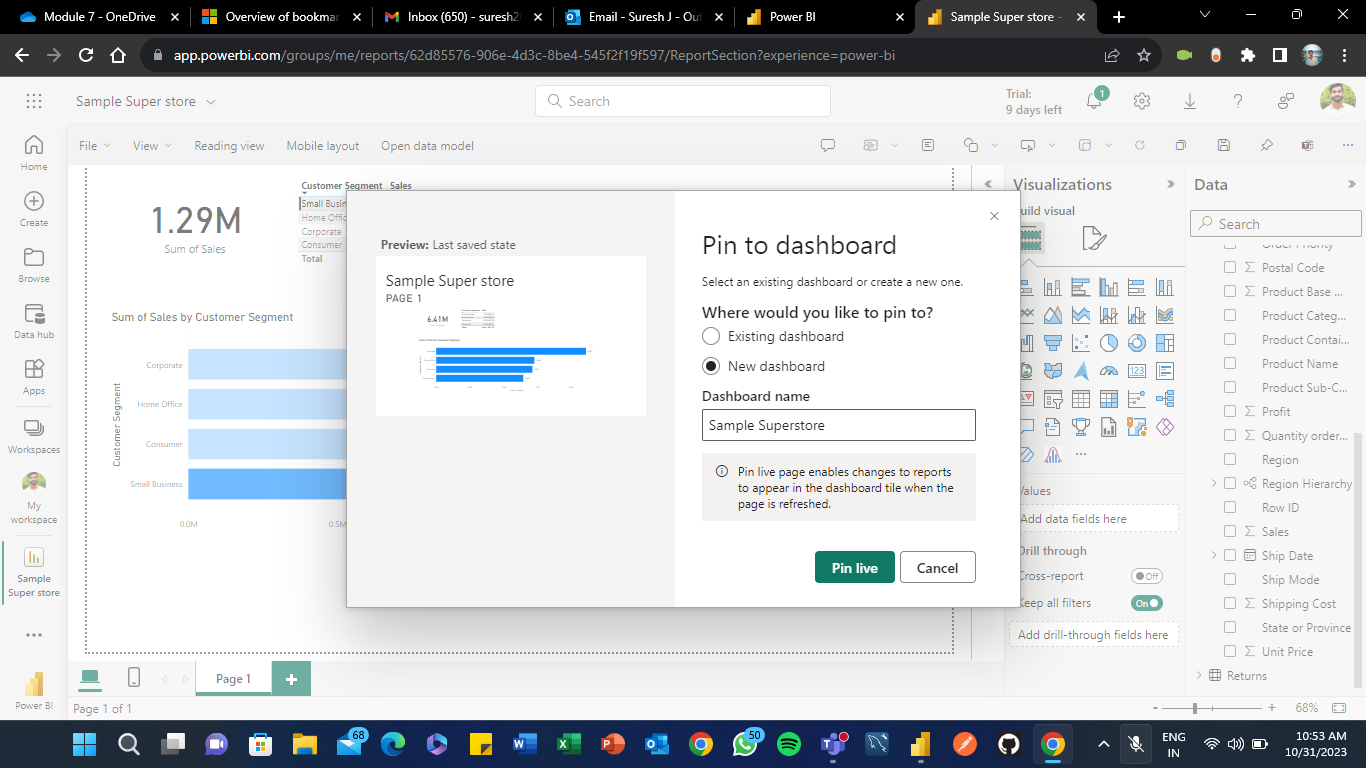 Module 7 - OneDrive
Overview of bookmar
Inbox (650) - suresh2
Email - Suresh J - Out
Power BI
Sample Super store -
app.powerbi.com/groups/me/reports/62d85576-906e-4d3c-8be4-545f2f19f597/ReportSection?experience=power-bi
Sample Super store
Search
Trial:
9 days left
1
File
View
Reading view
Mobile layout
Open data model
Home
Create
Browse
Data hub
Apps
Workspaces
My
workspace
Sample
Super store
Power BI
1.29M
Sum of Sales
Customer Segment Sales
Small Busin
Home Offic
Corporate
Consumer
Total
Sum of Sales by Customer Segment
Customer Segment
Corporate
Home Office
Consumer
Small Business
0.0M
0.5M
Preview: Last saved state
Sample Super store
PAGE 1
6.41M
Pin to dashboard
Select an existing dashboard or create a new one.
Where would you like to pin to?
Existing dashboard
New dashboard
Dashboard name
Sample Superstore
Pin live page enables changes to reports
to appear in the dashboard tile when the
page is refreshed.
Pin live
Cancel
Visualizations
uild visual
123
Values
Add data fields here
Drill through
Cross-report
Off
Keep all filters
On
Add drill-through fields here
Data
Search
Order Priority
Postal Code
Product Base ...
Product Categ...
Product Contai...
Product Name
Product Sub-C...
Profit
Quantity order...
Region
Region Hierarchy
Row ID
Sales
Ship Date
Ship Mode
Shipping Cost
State or Province
Unit Price
Returns
Page 1
Page 1 of 1
68%
68
50
ENG
IN
10:53 AM
10/31/2023